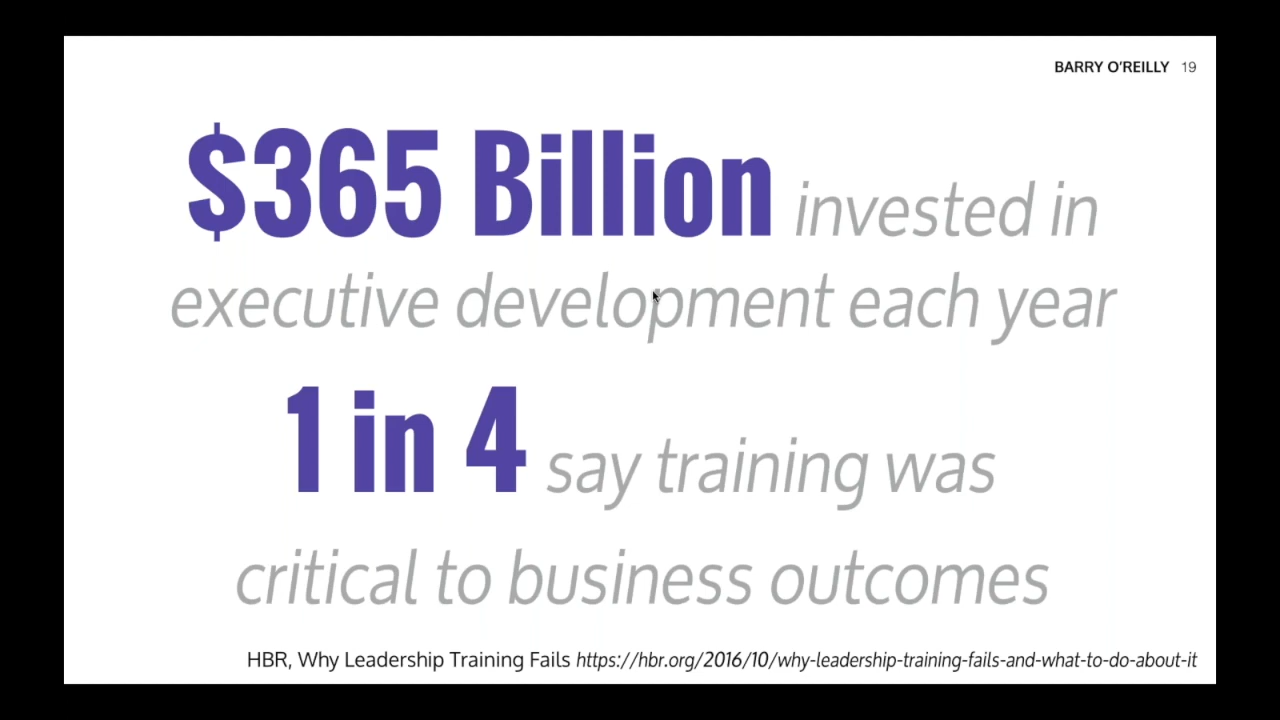 BARRY O'REILLY 19
$365 Billion invested in
executive development each year
1 in 4 say training was
critical to business outcomes
HBR, Why Leadership Training Fails https://hbr.org/2016/10/why-leadership-training-fails-and-what-to-do-about-it